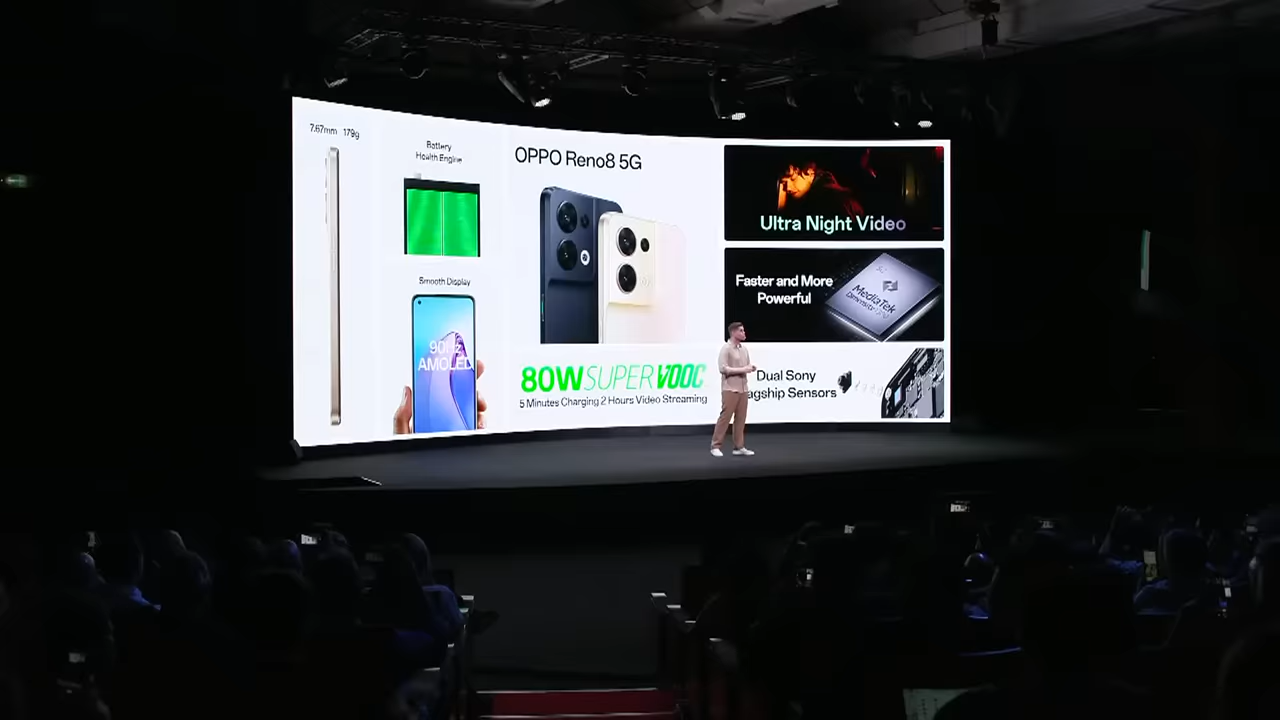 7.67mm 179g
Battery
Health Engine
Smooth Display
90Hz
AMOLED
OPPO Reno8 5G
80W SUPERVOOC
5 Minutes Charging 2 Hours Video Streaming
Ultra Night Video
Faster and More
Powerful
MediaTek
Dimensity
Dual Sony
agship Sensors